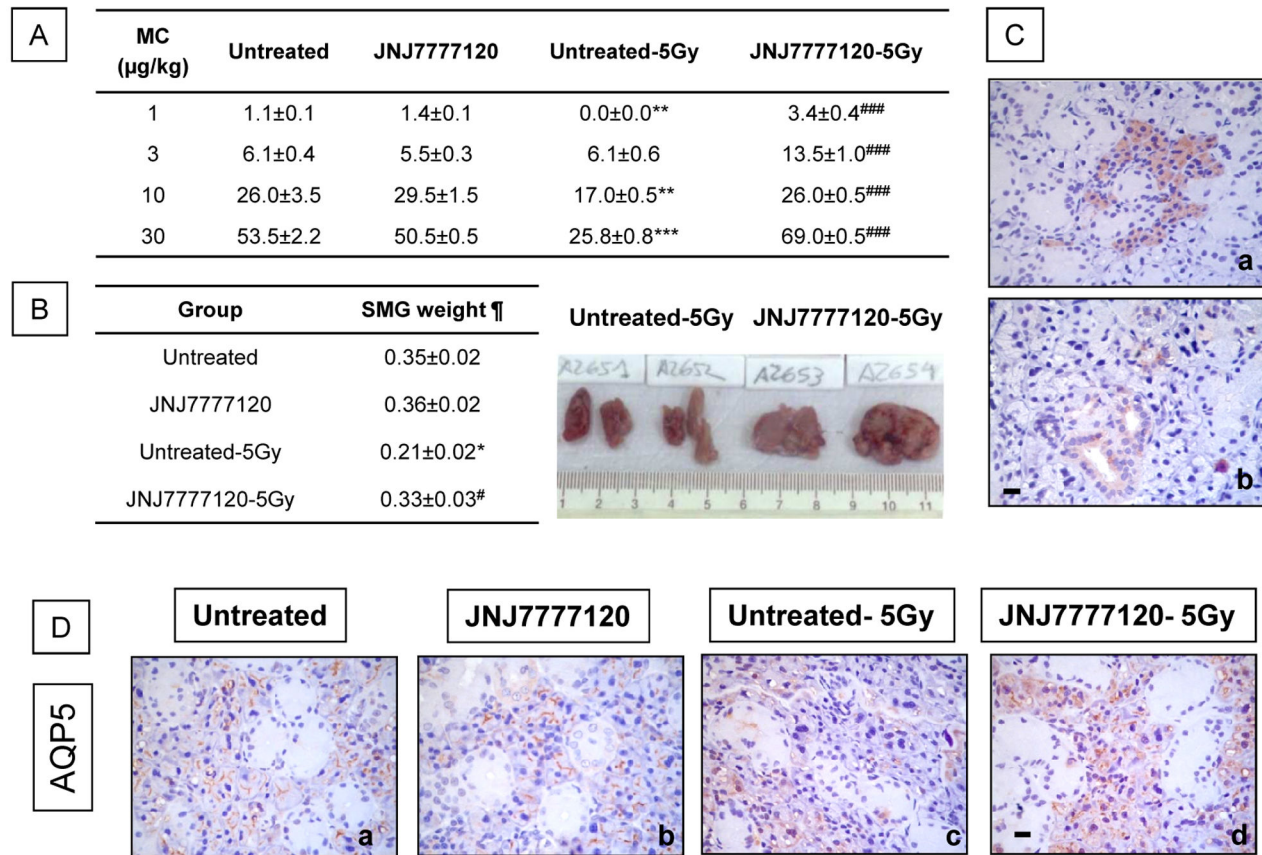 A
MC (µg/kg) Untreated JNJ7777120 Untreated-5Gy JNJ7777120-5Gy
1 1.1±0.1 1.4±0.1 0.0±0.0** 3.4±0.4###
3 6.1±0.4 5.5±0.3 6.1±0.6 13.5±1.0###
10 26.0±3.5 29.5±1.5 17.0±0.5** 26.0±0.5###
30 53.5±2.2 50.5±0.5 25.8±0.8*** 69.0±0.5###
B
Group SMG weight ¶
Untreated 0.35±0.02
JNJ7777120 0.36±0.02
Untreated-5Gy 0.21±0.02*
JNJ7777120-5Gy 0.33±0.03#
Untreated-5Gy JNJ7777120-5Gy
AZ651 AZ652 AZ653 AZ654
1 2 3 4 5 6 7 8 9 10 11
C
a
b
D
Untreated JNJ7777120 Untreated- 5Gy JNJ7777120- 5Gy
AQP5
a b c d